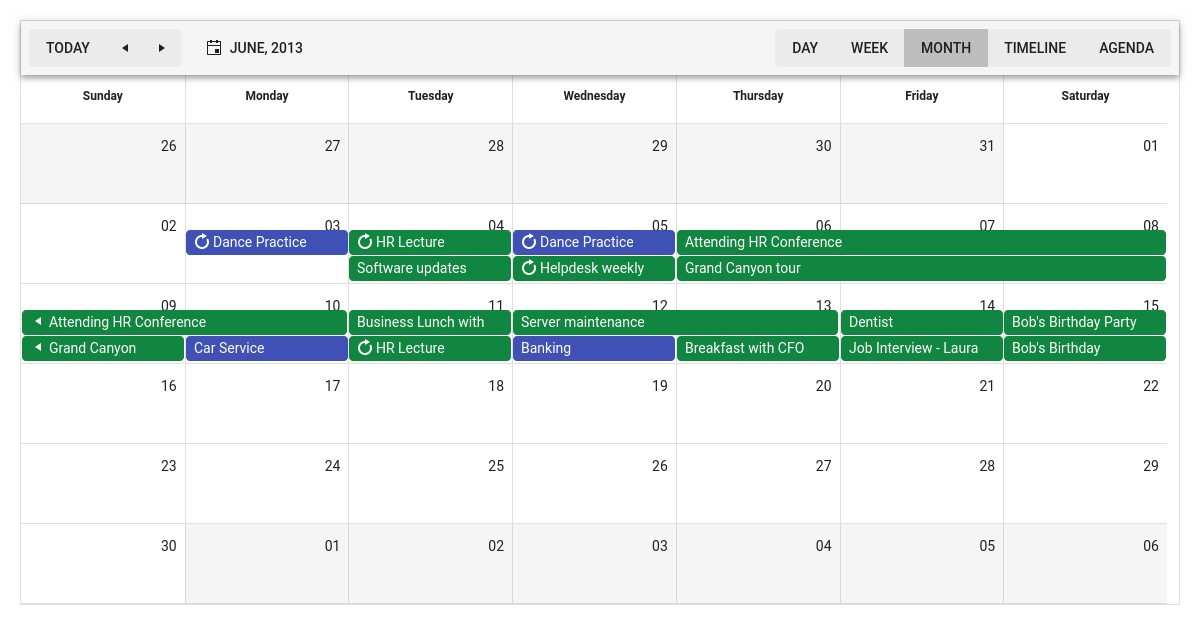 TODAY JUNE, 2013 DAY WEEK MONTH TIMELINE AGENDA
Sunday Monday Tuesday Wednesday Thursday Friday Saturday
26 27 28 29 30 31 01
02 03 04 05 06 07 08
Dance Practice HR Lecture Dance Practice Attending HR Conference
Software updates Helpdesk weekly Grand Canyon tour
09 10 11 12 13 14 15
Attending HR Conference Business Lunch with Server maintenance Dentist Bob's Birthday Party
Grand Canyon Car Service HR Lecture Banking Breakfast with CFO Job Interview - Laura Bob's Birthday
16 17 18 19 20 21 22
23 24 25 26 27 28 29
30 01 02 03 04 05 06